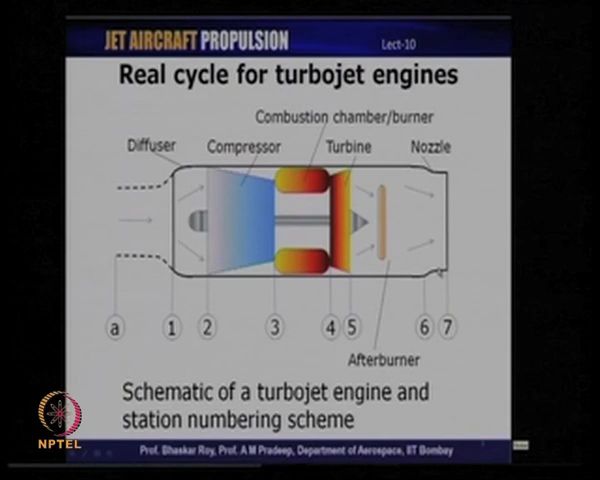 JET AIRCRAFT PROPULSION Lect-10
Real cycle for turbojet engines
Combustion chamber/burner
Diffuser Compressor Turbine Nozzle
a 1 2 3 4 5 6 7
Afterburner
Schematic of a turbojet engine and
station numbering scheme
NPTEL
Prof. Bhaskar Roy, Prof. A M Pradeep, Department of Aerospace, IIT Bombay